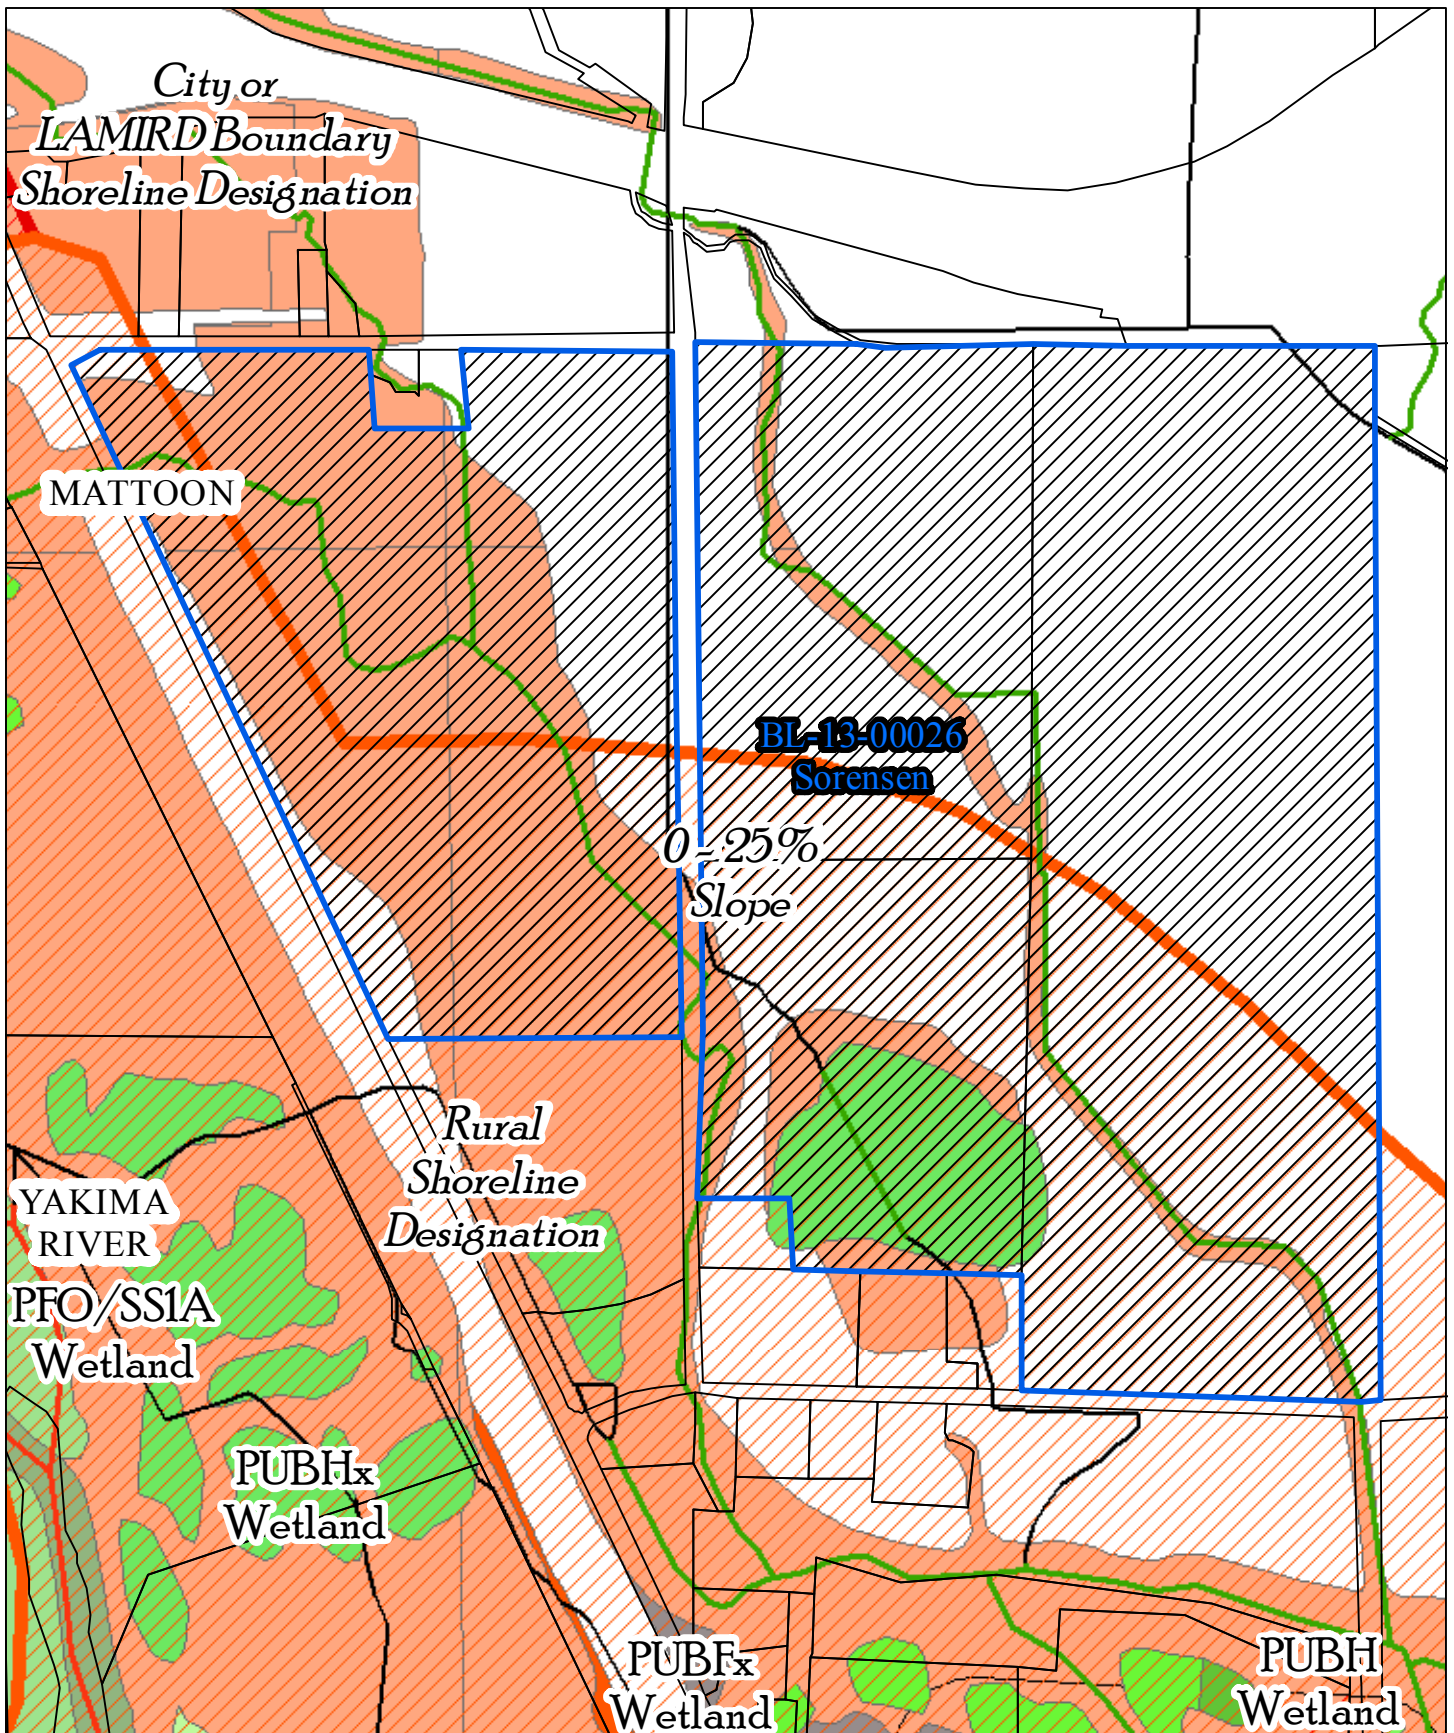 City or
LAMIRD Boundary
Shoreline Designation
MATTOON
BL-13-00026
Sorensen
0 - 25%
Slope
Rural
Shoreline
Designation
YAKIMA
RIVER
PFO/SS1A
Wetland
PUBHx
Wetland
PUBFx
Wetland
PUBH
Wetland